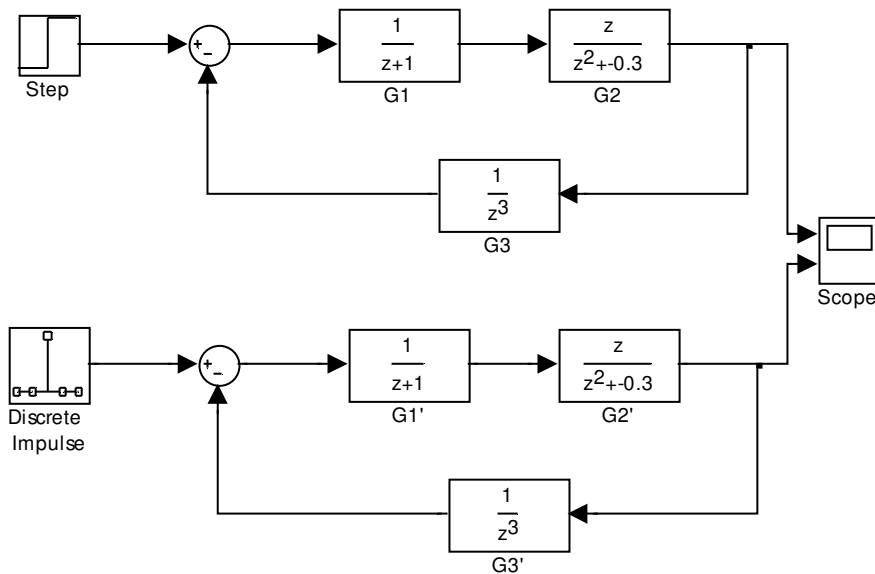 +
−
1
z+1
z
z2+-0.3
Step
G1
G2
1
z3
G3
Scope
+
−
1
z+1
z
z2+-0.3
G1'
G2'
Discrete
Impulse
1
z3
G3'